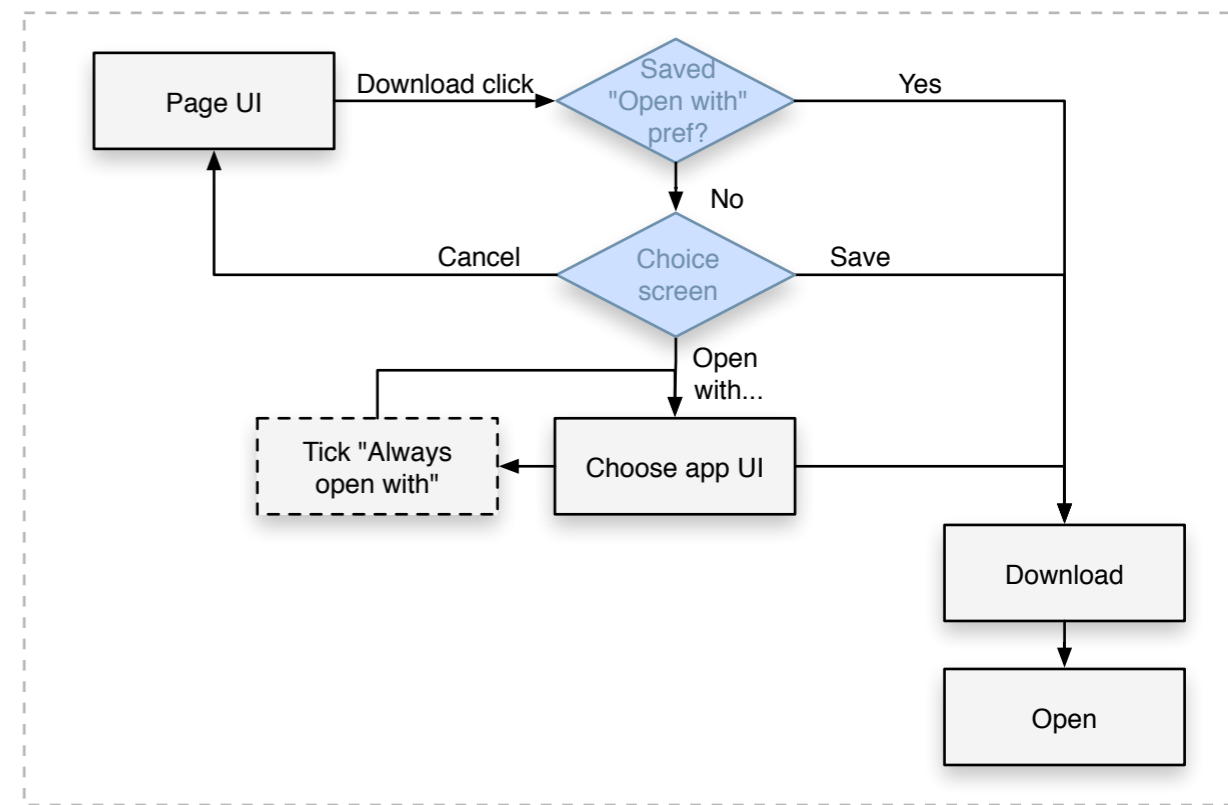 Page UI
Download click
Saved
"Open with"
pref?
Yes
No
Cancel
Choice
screen
Save
Open
with...
Tick "Always
open with"
Choose app UI
Download
Open